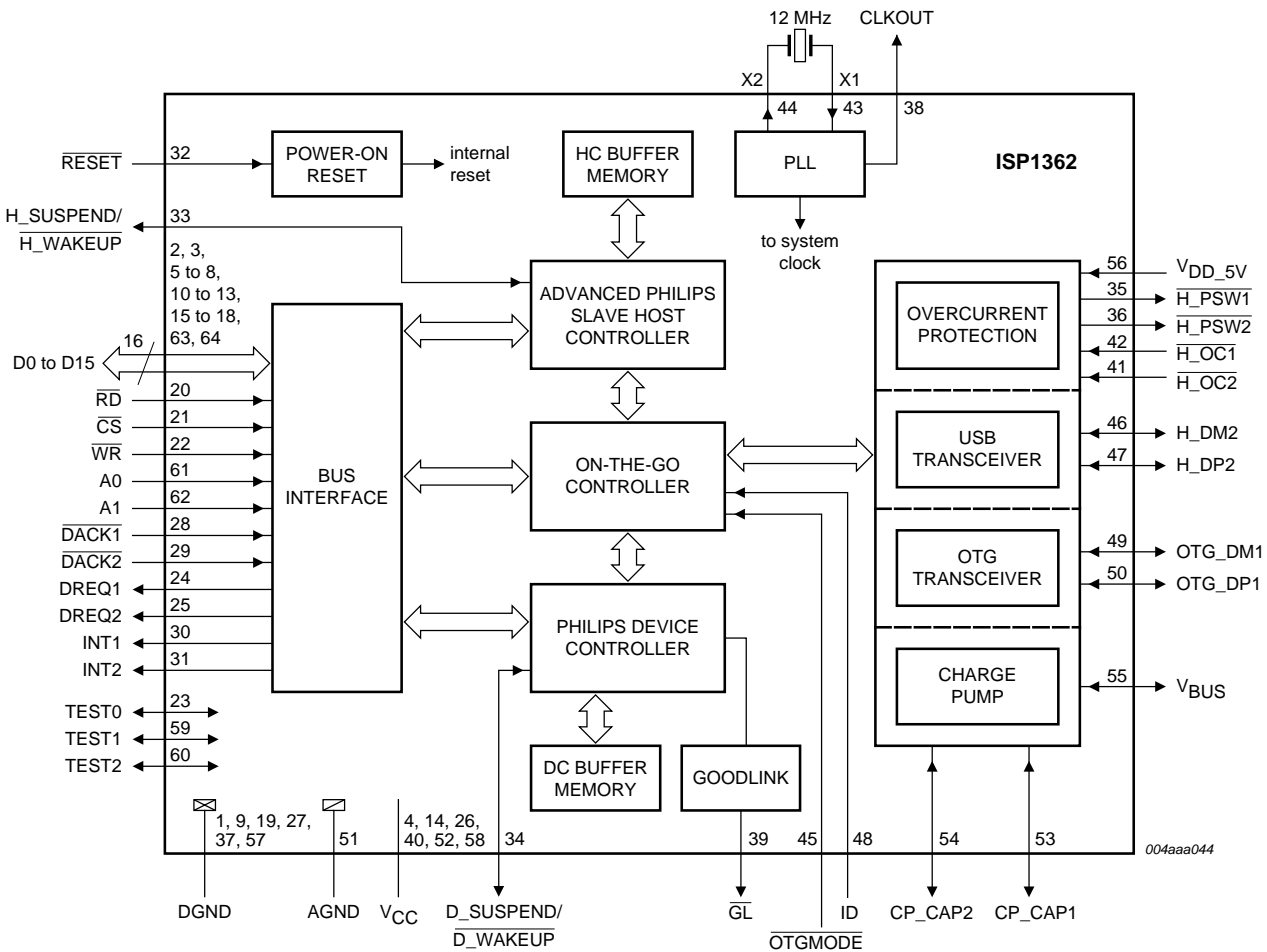 12 MHz
CLKOUT
X2
X1
44
43
38
ISP1362
RESET
32
POWER-ON
RESET
internal
reset
HC BUFFER
MEMORY
PLL
to system
clock
H_SUSPEND/
H_WAKEUP
33
2, 3,
5 to 8,
10 to 13,
15 to 18,
63, 64
D0 to D15
16
RD
20
CS
21
WR
22
A0
61
A1
62
DACK1
28
DACK2
29
DREQ1
24
DREQ2
25
INT1
30
INT2
31
TEST0
23
TEST1
59
TEST2
60
BUS
INTERFACE
ADVANCED PHILIPS
SLAVE HOST
CONTROLLER
ON-THE-GO
CONTROLLER
PHILIPS DEVICE
CONTROLLER
DC BUFFER
MEMORY
GOODLINK
OVERCURRENT
PROTECTION
USB
TRANSCEIVER
OTG
TRANSCEIVER
CHARGE
PUMP
56
VDD_5V
35
H_PSW1
36
H_PSW2
42
H_OC1
41
H_OC2
46
H_DM2
47
H_DP2
49
OTG_DM1
50
OTG_DP1
55
VBUS
1, 9, 19, 27,
37, 57
51
4, 14, 26,
40, 52, 58
34
39
45
48
54
53
004aaa044
DGND
AGND
VCC
D_SUSPEND/
D_WAKEUP
GL
OTGMODE
ID
CP_CAP2
CP_CAP1